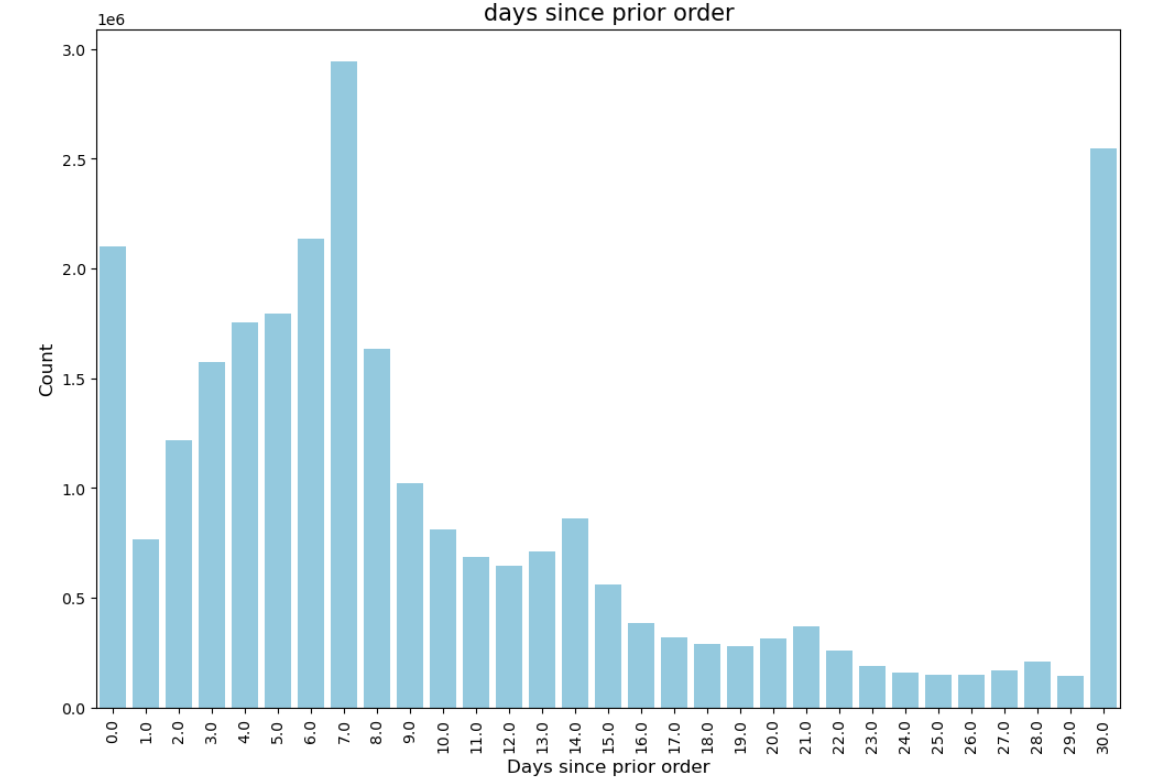 days since prior order
1e6
3.0
2.5
2.0
1.5
1.0
0.5
0.0
Count
0.0 1.0 2.0 3.0 4.0 5.0 6.0 7.0 8.0 9.0 10.0 11.0 12.0 13.0 14.0 15.0 16.0 17.0 18.0 19.0 20.0 21.0 22.0 23.0 24.0 25.0 26.0 27.0 28.0 29.0 30.0
Days since prior order